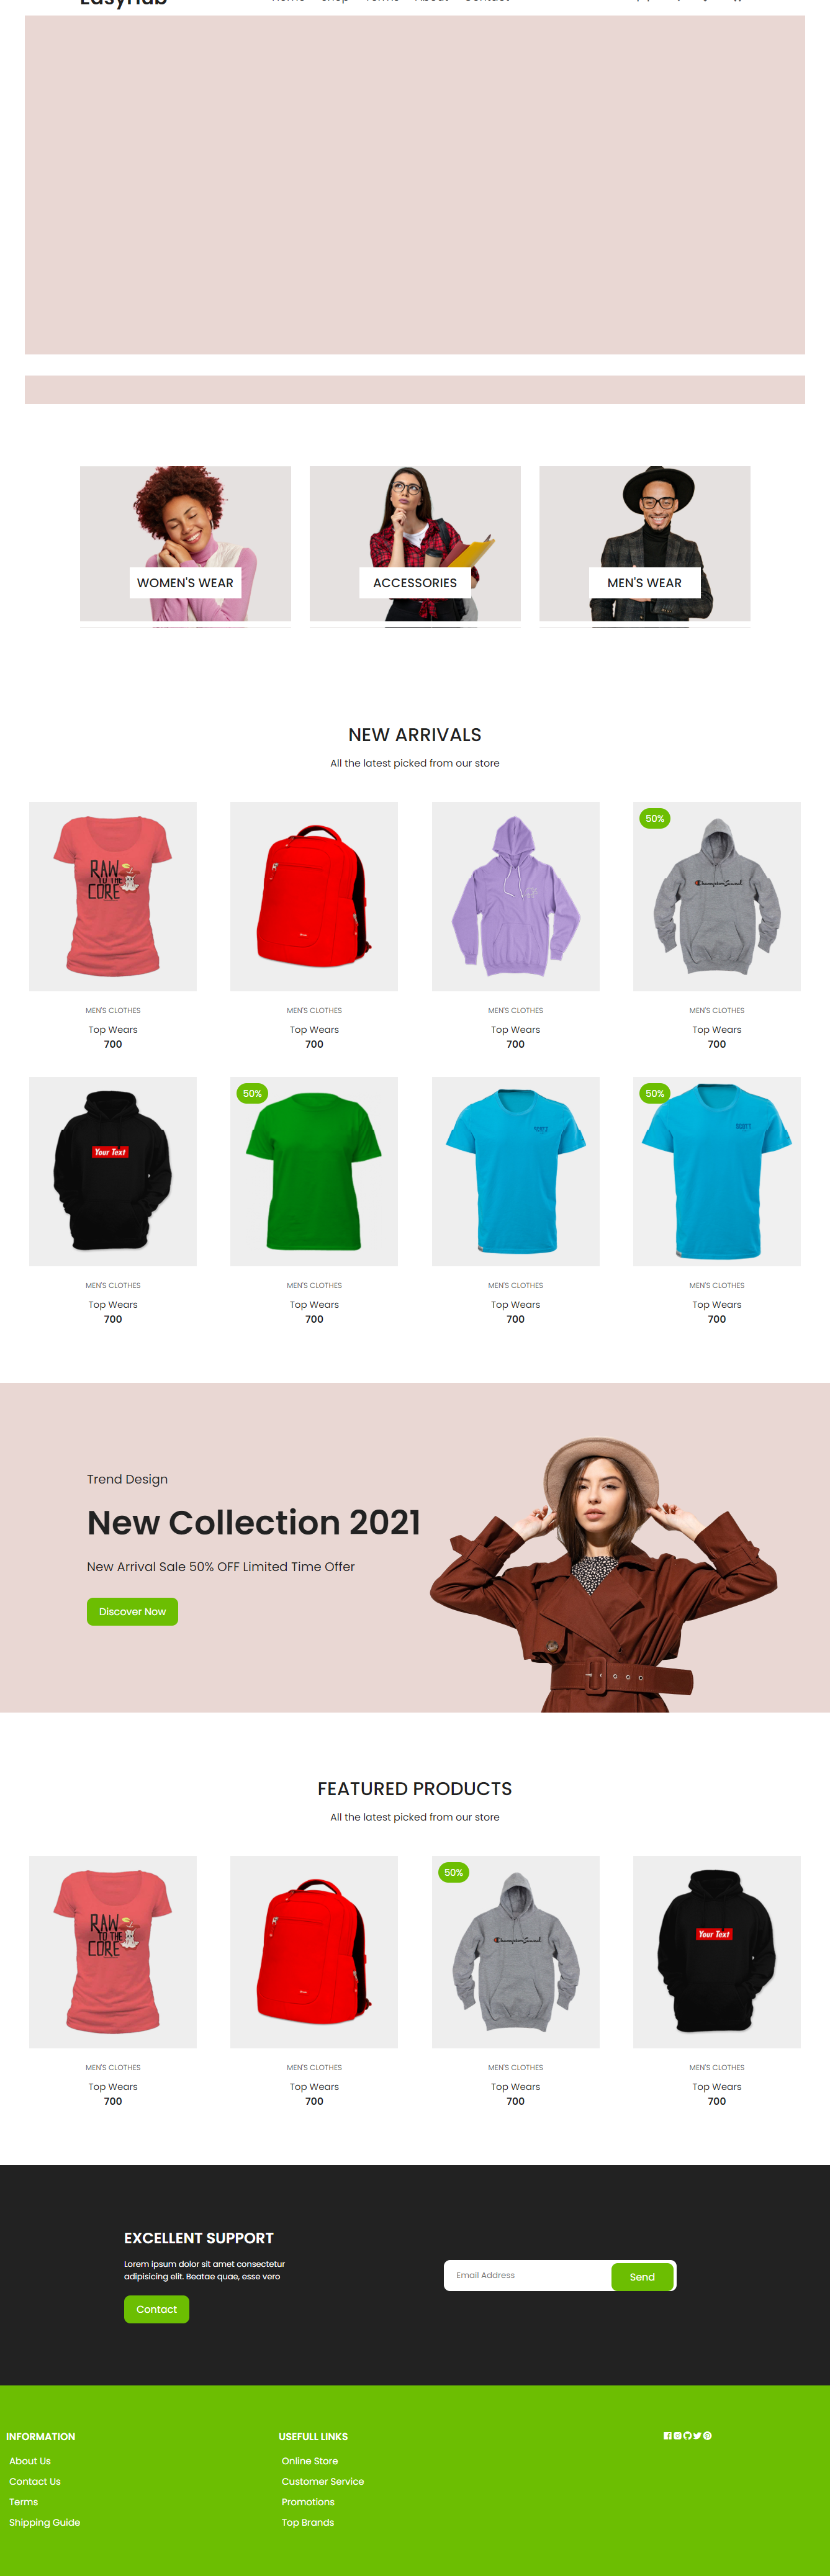 EasyHub
Home Shop Terms About Contact
WOMEN'S WEAR
ACCESSORIES
MEN'S WEAR
NEW ARRIVALS
All the latest picked from our store
RAW
TO THE
CORE
50%
MEN'S CLOTHES
Top Wears
700
MEN'S CLOTHES
Top Wears
700
MEN'S CLOTHES
Top Wears
700
MEN'S CLOTHES
Top Wears
700
Your Text
50%
50%
MEN'S CLOTHES
Top Wears
700
MEN'S CLOTHES
Top Wears
700
MEN'S CLOTHES
Top Wears
700
MEN'S CLOTHES
Top Wears
700
Trend Design
New Collection 2021
New Arrival Sale 50% OFF Limited Time Offer
Discover Now
FEATURED PRODUCTS
All the latest picked from our store
RAW
TO THE
CORE
50%
Your Text
MEN'S CLOTHES
Top Wears
700
MEN'S CLOTHES
Top Wears
700
MEN'S CLOTHES
Top Wears
700
MEN'S CLOTHES
Top Wears
700
EXCELLENT SUPPORT
Lorem ipsum dolor sit amet consectetur
adipisicing elit. Beatae quae, esse vero
Contact
Email Address
Send
INFORMATION
About Us
Contact Us
Terms
Shipping Guide
USEFULL LINKS
Online Store
Customer Service
Promotions
Top Brands